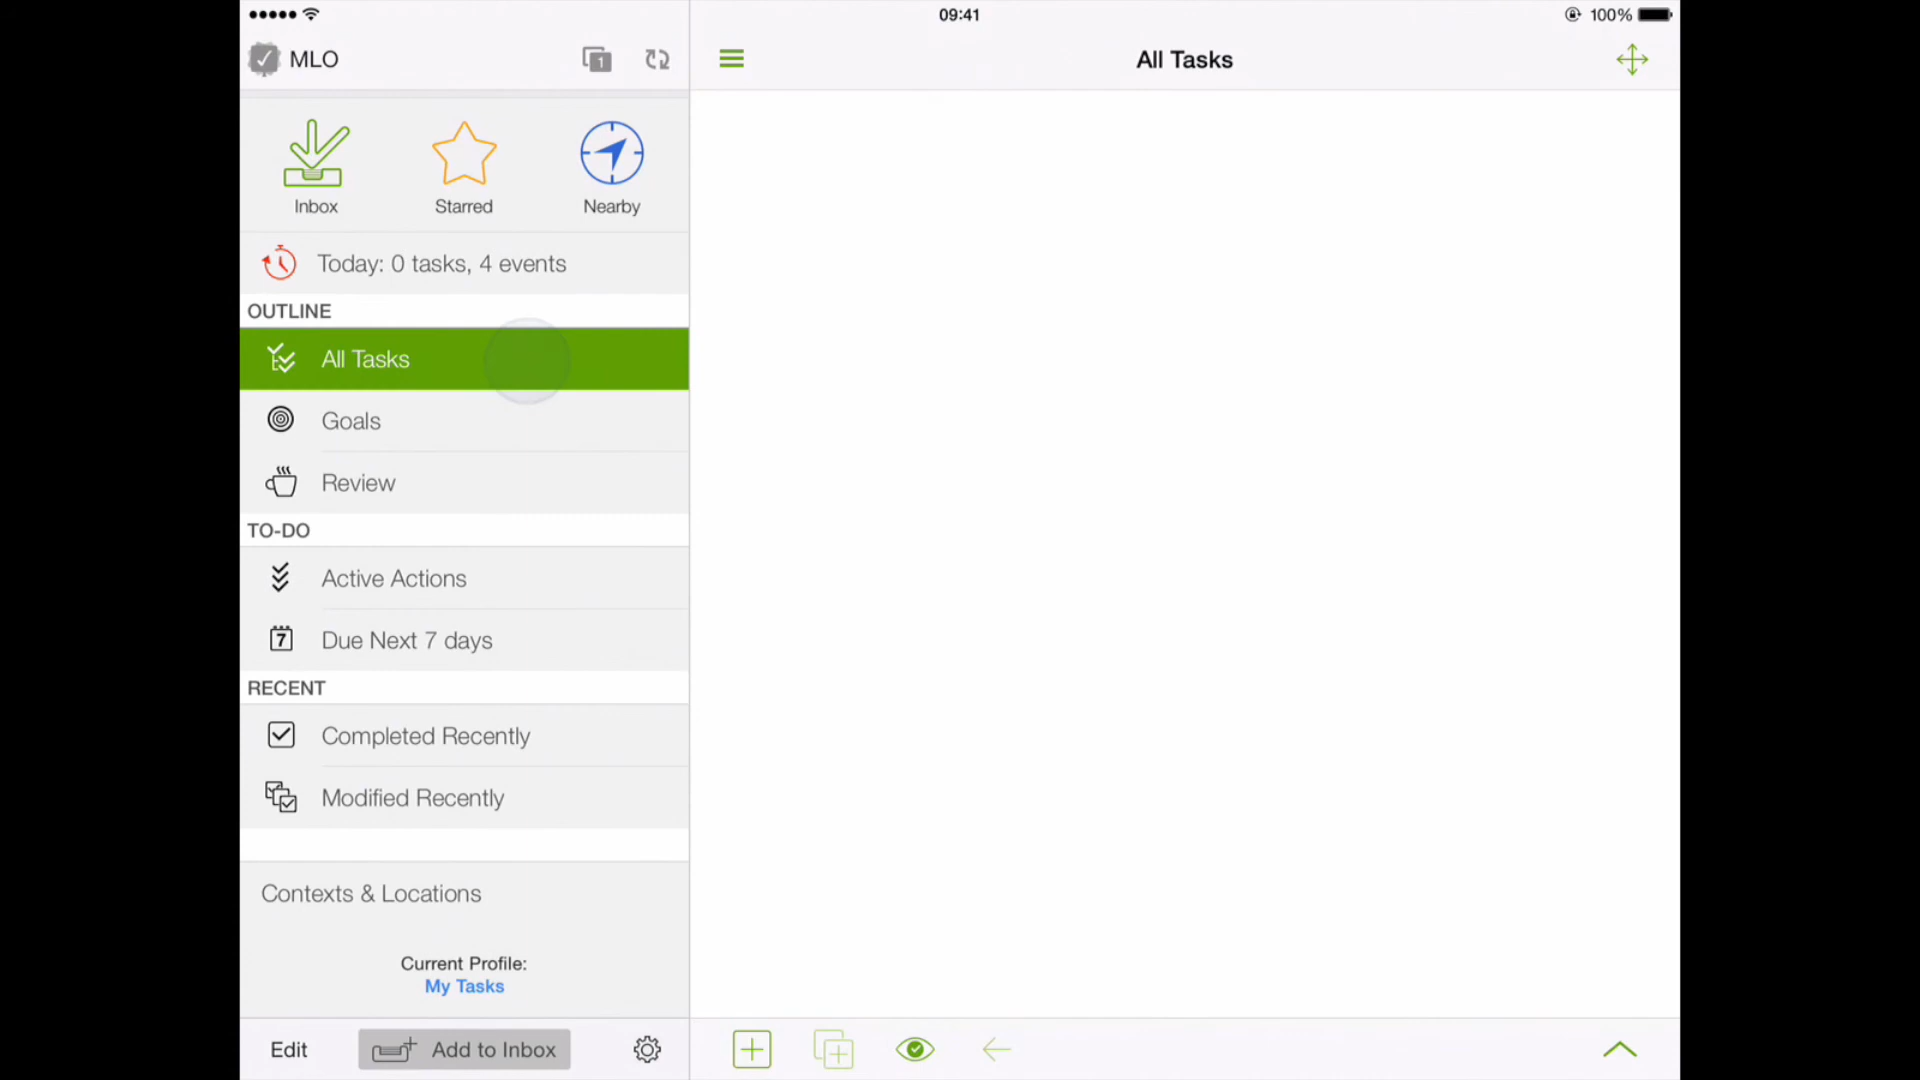 09:41
100%
MLO
1
All Tasks
Inbox
Starred
Nearby
Today: 0 tasks, 4 events
OUTLINE
All Tasks
Goals
Review
TO-DO
Active Actions
7
Due Next 7 days
RECENT
Completed Recently
Modified Recently
Contexts & Locations
Current Profile:
My Tasks
Edit
Add to Inbox